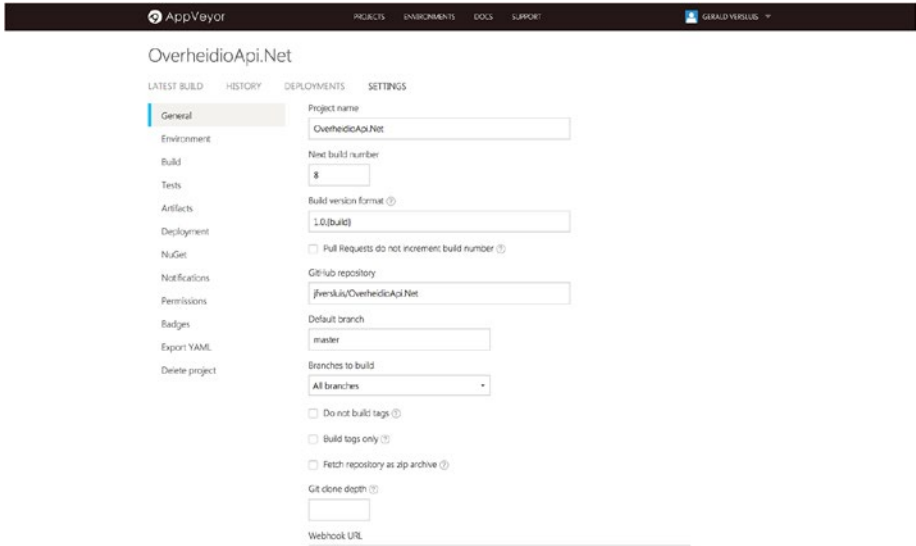 AppVeyor PROJECTS ENVIRONMENTS DOCS SUPPORT GERALD VERSLUIS
OverheidioApi.Net
LATEST BUILD HISTORY DEPLOYMENTS SETTINGS
General
Environment
Build
Tests
Artifacts
Deployment
NuGet
Notifications
Permissions
Badges
Export YAML
Delete project
Project name
OverheidioApi.Net
Next build number
8
Build version format ?
1.0.{build}
Pull Requests do not increment build number ?
GitHub repository
jfversluis/OverheidioApi.Net
Default branch
master
Branches to build
All branches
Do not build tags ?
Build tags only ?
Fetch repository as zip archive ?
Git clone depth ?
Webhook URL